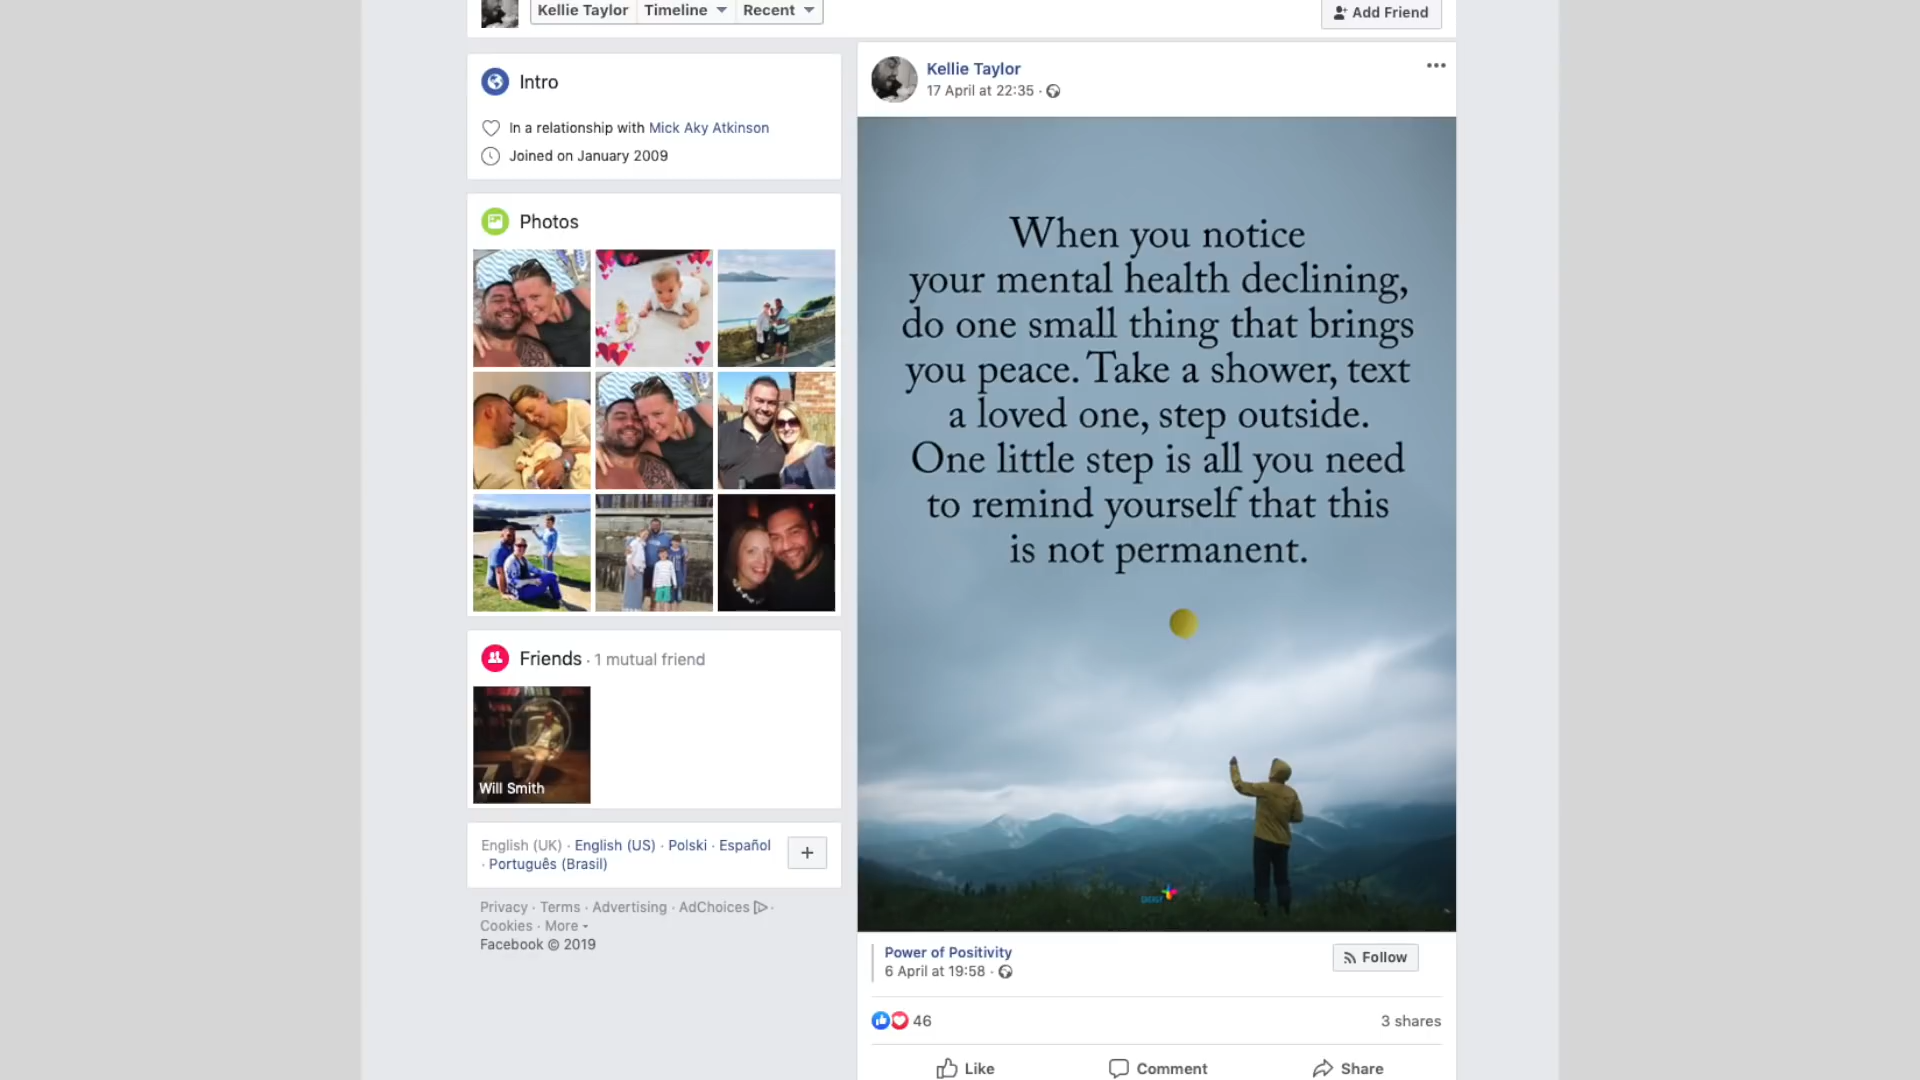 Kellie Taylor Timeline Recent
Add Friend
Intro
In a relationship with Mick Aky Atkinson
Joined on January 2009
Photos
Friends · 1 mutual friend
Will Smith
English (UK) · English (US) · Polski · Español
· Português (Brasil)
Privacy · Terms · Advertising · AdChoices ·
Cookies · More
Facebook © 2019
Kellie Taylor
17 April at 22:35 ·
When you notice
your mental health declining,
do one small thing that brings
you peace. Take a shower, text
a loved one, step outside.
One little step is all you need
to remind yourself that this
is not permanent.
Power of Positivity
6 April at 19:58 ·
Follow
46
3 shares
Like Comment Share